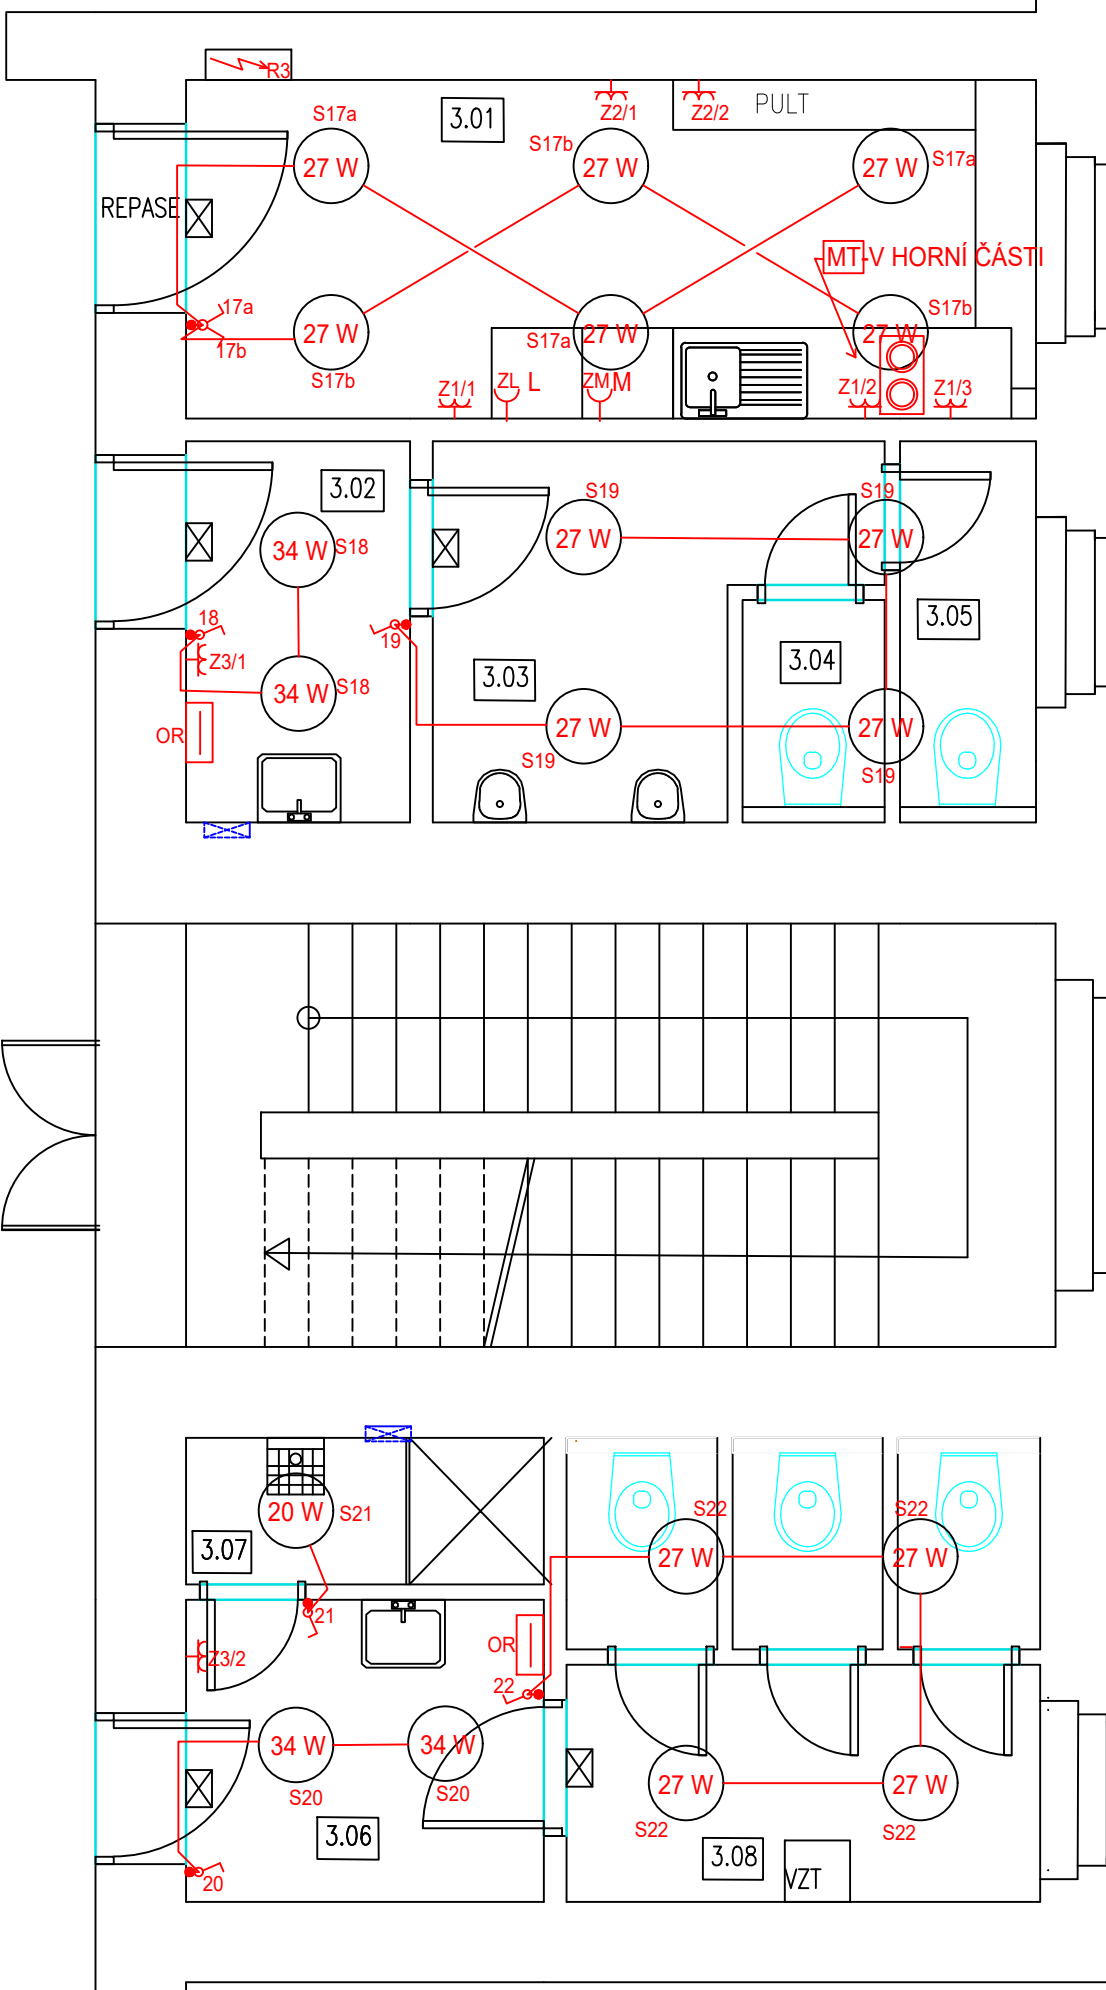 R3
S17a
3.01
Z2/1
Z2/2
PULT
27 W
S17b
27 W
27 W
S17a
REPASE
MT-V HORNÍ ČÁSTI
17a
17b
27 W
S17b
S17a
27 W
27 W
S17b
Z1/1
ZL
L
ZM
M
Z1/2
Z1/3
3.02
34 W
S18
S19
27 W
S19
27 W
18
Z3/1
19
3.03
3.04
3.05
34 W
S18
OR
27 W
S19
27 W
S19
20 W
S21
S22
27 W
S22
27 W
3.07
21
Z3/2
OR
22
34 W
S20
34 W
S20
27 W
S22
27 W
S22
3.06
3.08
VZT
20